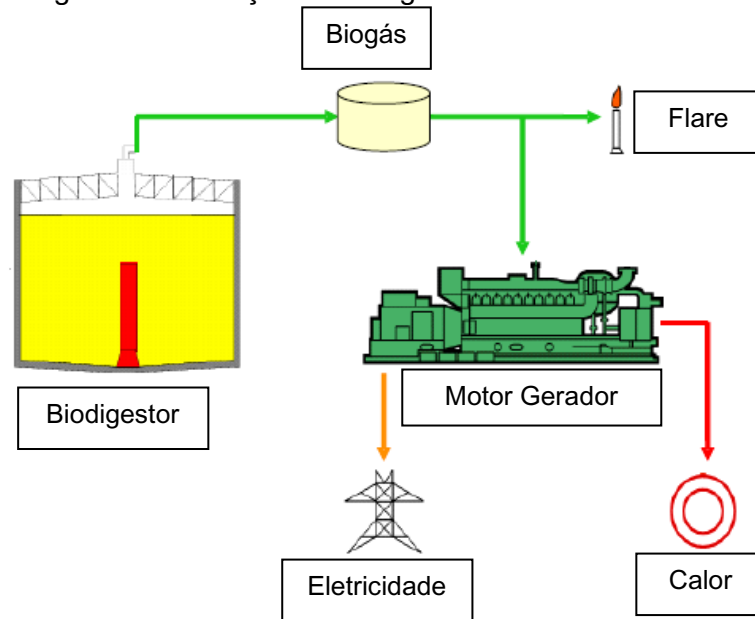 Biogás
Flare
Biodigestor
Motor Gerador
Eletricidade
Calor